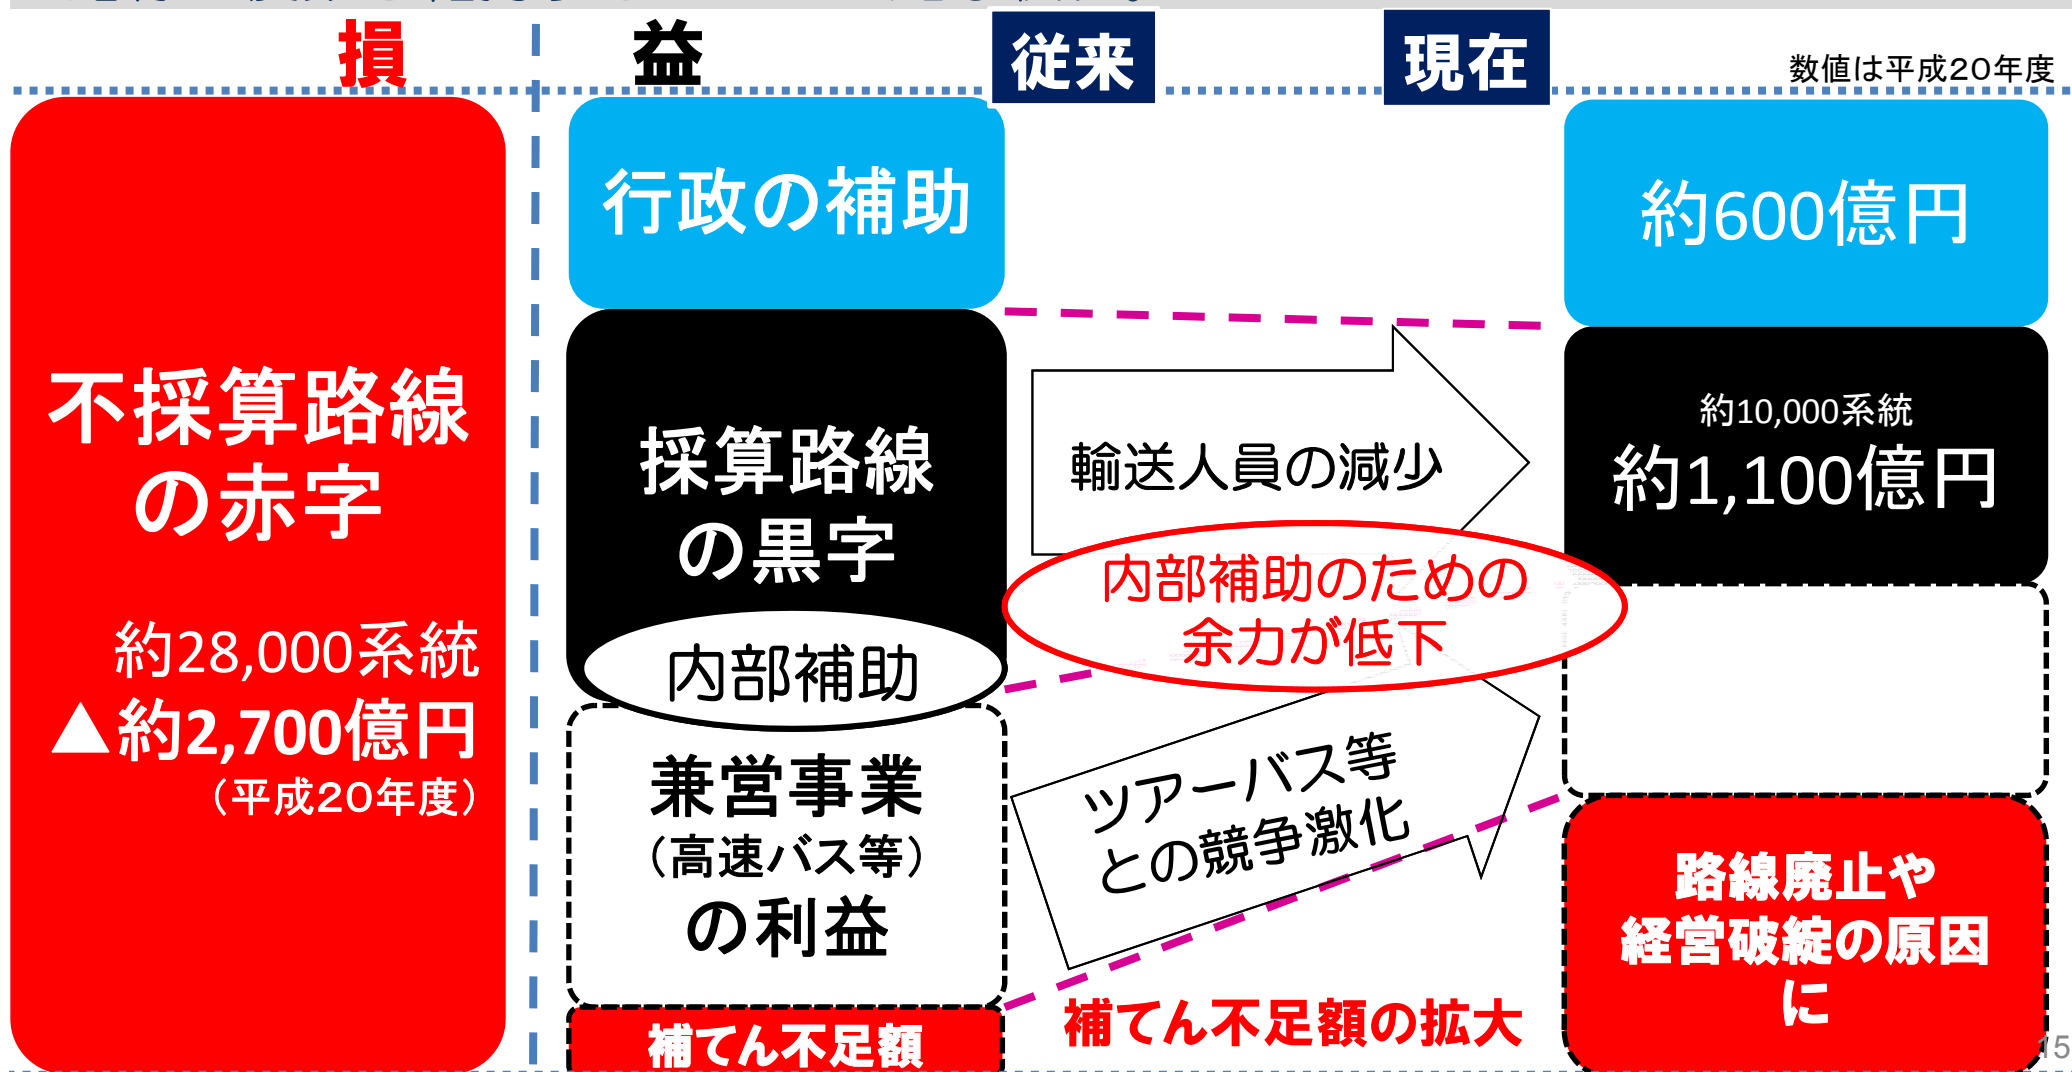 損
益
従来
現在
数値は平成20年度
不採算路線
の赤字
約28,000系統
▲約2,700億円
(平成20年度)
行政の補助
採算路線
の黒字
内部補助
兼営事業
(高速バス等)
の利益
補てん不足額
輸送人員の減少
内部補助のための
余力が低下
ツアーバス等
との競争激化
補てん不足額の拡大
約600億円
約10,000系統
約1,100億円
路線廃止や
経営破綻の原因
に
15